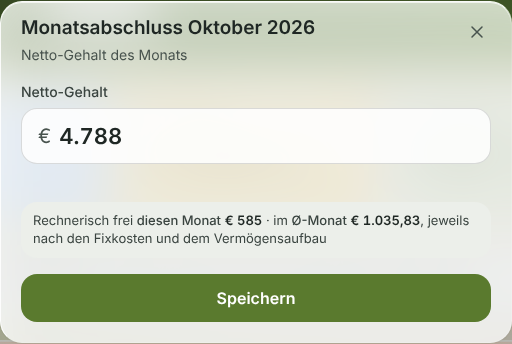 Monatsabschluss Oktober 2026
Netto-Gehalt des Monats
Netto-Gehalt
€ 4.788
Rechnerisch frei diesen Monat € 585 · im Ø-Monat € 1.035,83, jeweils
nach den Fixkosten und dem Vermögensaufbau
Speichern